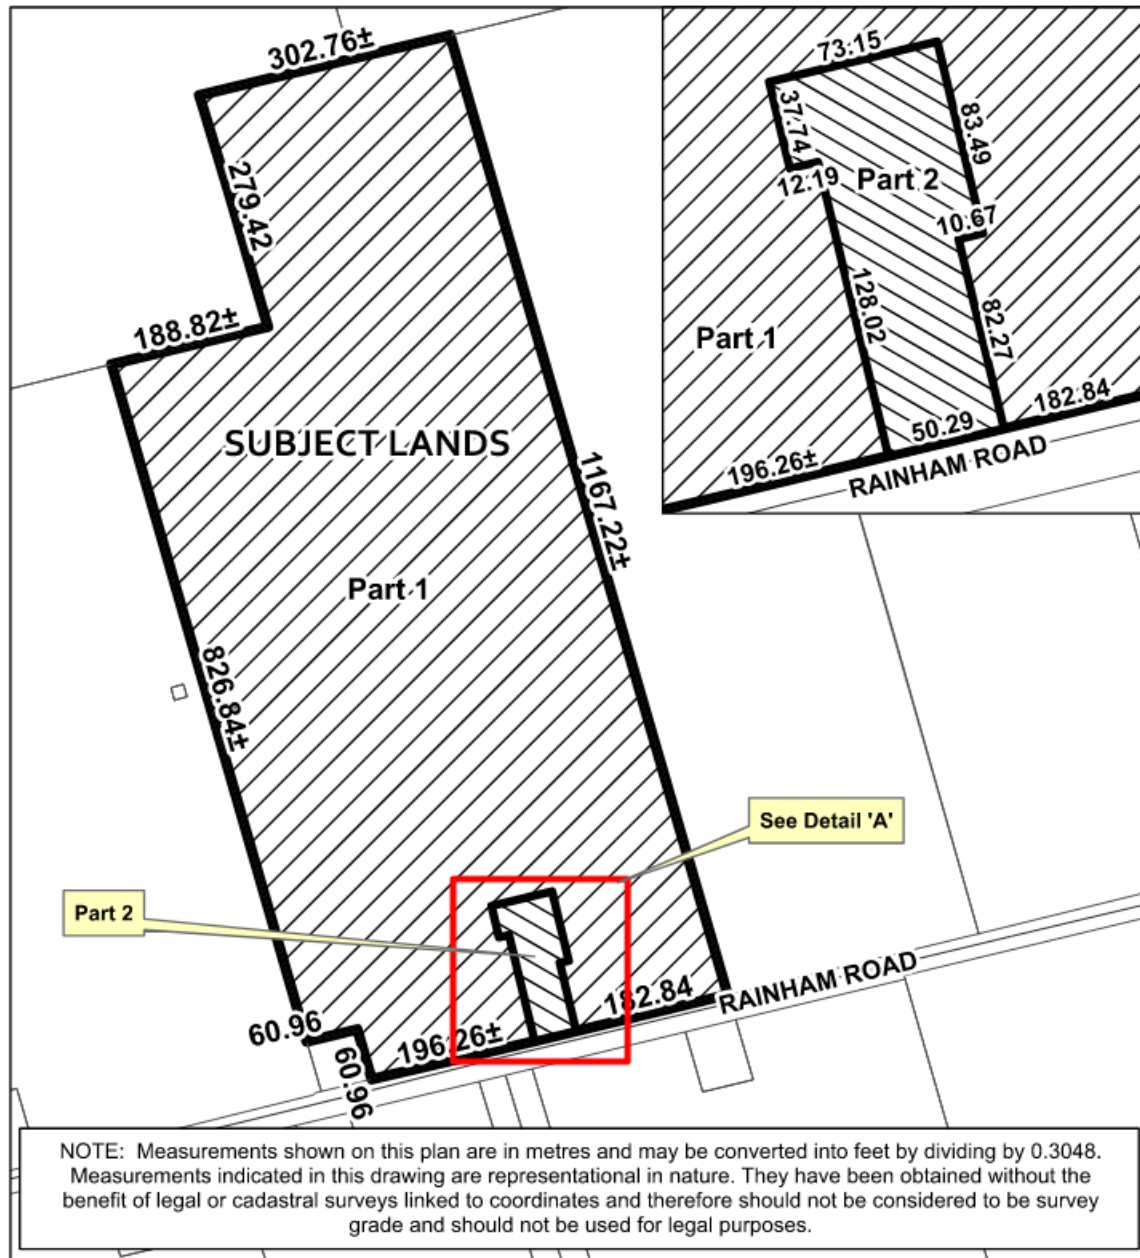 302.76±
279.42
188.82±
SUBJECT LANDS
1167.22±
Part 1
826.84±
See Detail 'A'
Part 2
60.96
60.96
196.26±
182.84
RAINHAM ROAD
73.15
37.74
83.49
12.19
Part 2
10.67
128.02
82.27
Part 1
182.84
50.29
196.26±
RAINHAM ROAD
NOTE: Measurements shown on this plan are in metres and may be converted into feet by dividing by 0.3048.
Measurements indicated in this drawing are representational in nature. They have been obtained without the
benefit of legal or cadastral surveys linked to coordinates and therefore should not be considered to be survey
grade and should not be used for legal purposes.